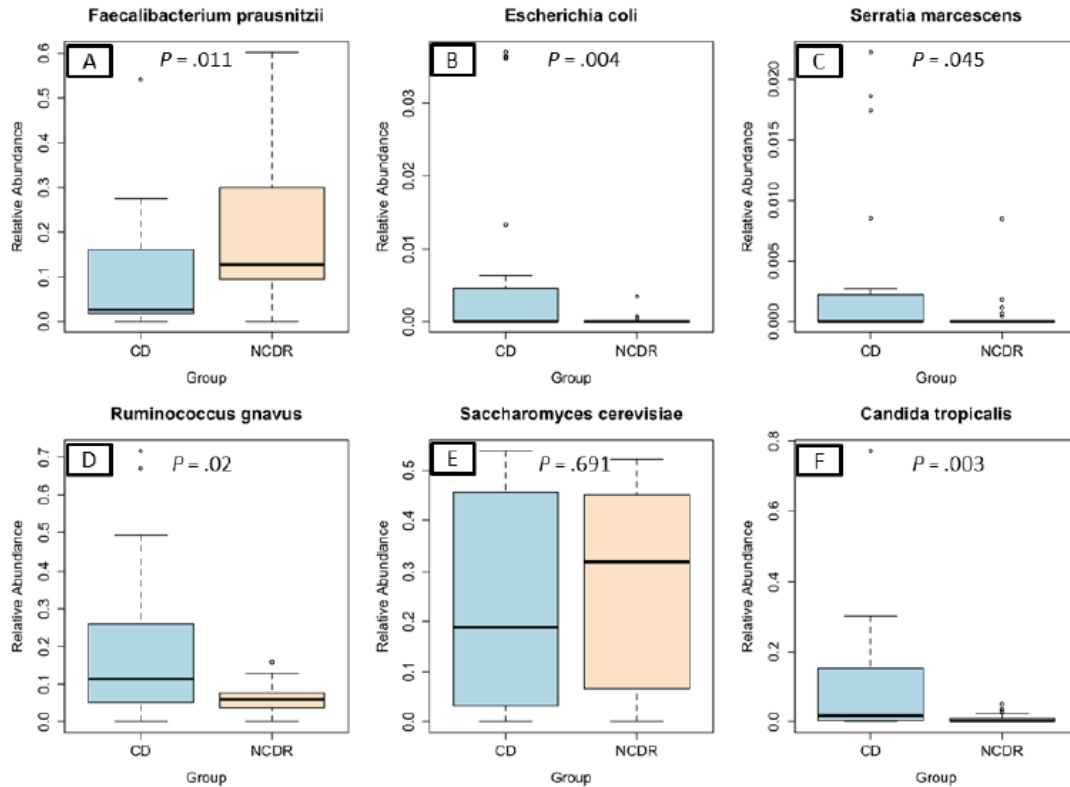 Faecalibacterium prausnitzii
A
P = .011
Relative Abundance
0.6
0.5
0.4
0.3
0.2
0.1
0.0
CD
NCDR
Group
Escherichia coli
B
P = .004
Relative Abundance
0.03
0.02
0.01
0.00
CD
NCDR
Group
Serratia marcescens
C
P = .045
Relative Abundance
0.020
0.015
0.010
0.005
0.000
CD
NCDR
Group
Ruminococcus gnavus
D
P = .02
Relative Abundance
0.7
0.6
0.5
0.4
0.3
0.2
0.1
0.0
CD
NCDR
Group
Saccharomyces cerevisiae
E
P = .691
Relative Abundance
0.5
0.4
0.3
0.2
0.1
0.0
CD
NCDR
Group
Candida tropicalis
F
P = .003
Relative Abundance
0.8
0.6
0.4
0.2
0.0
CD
NCDR
Group